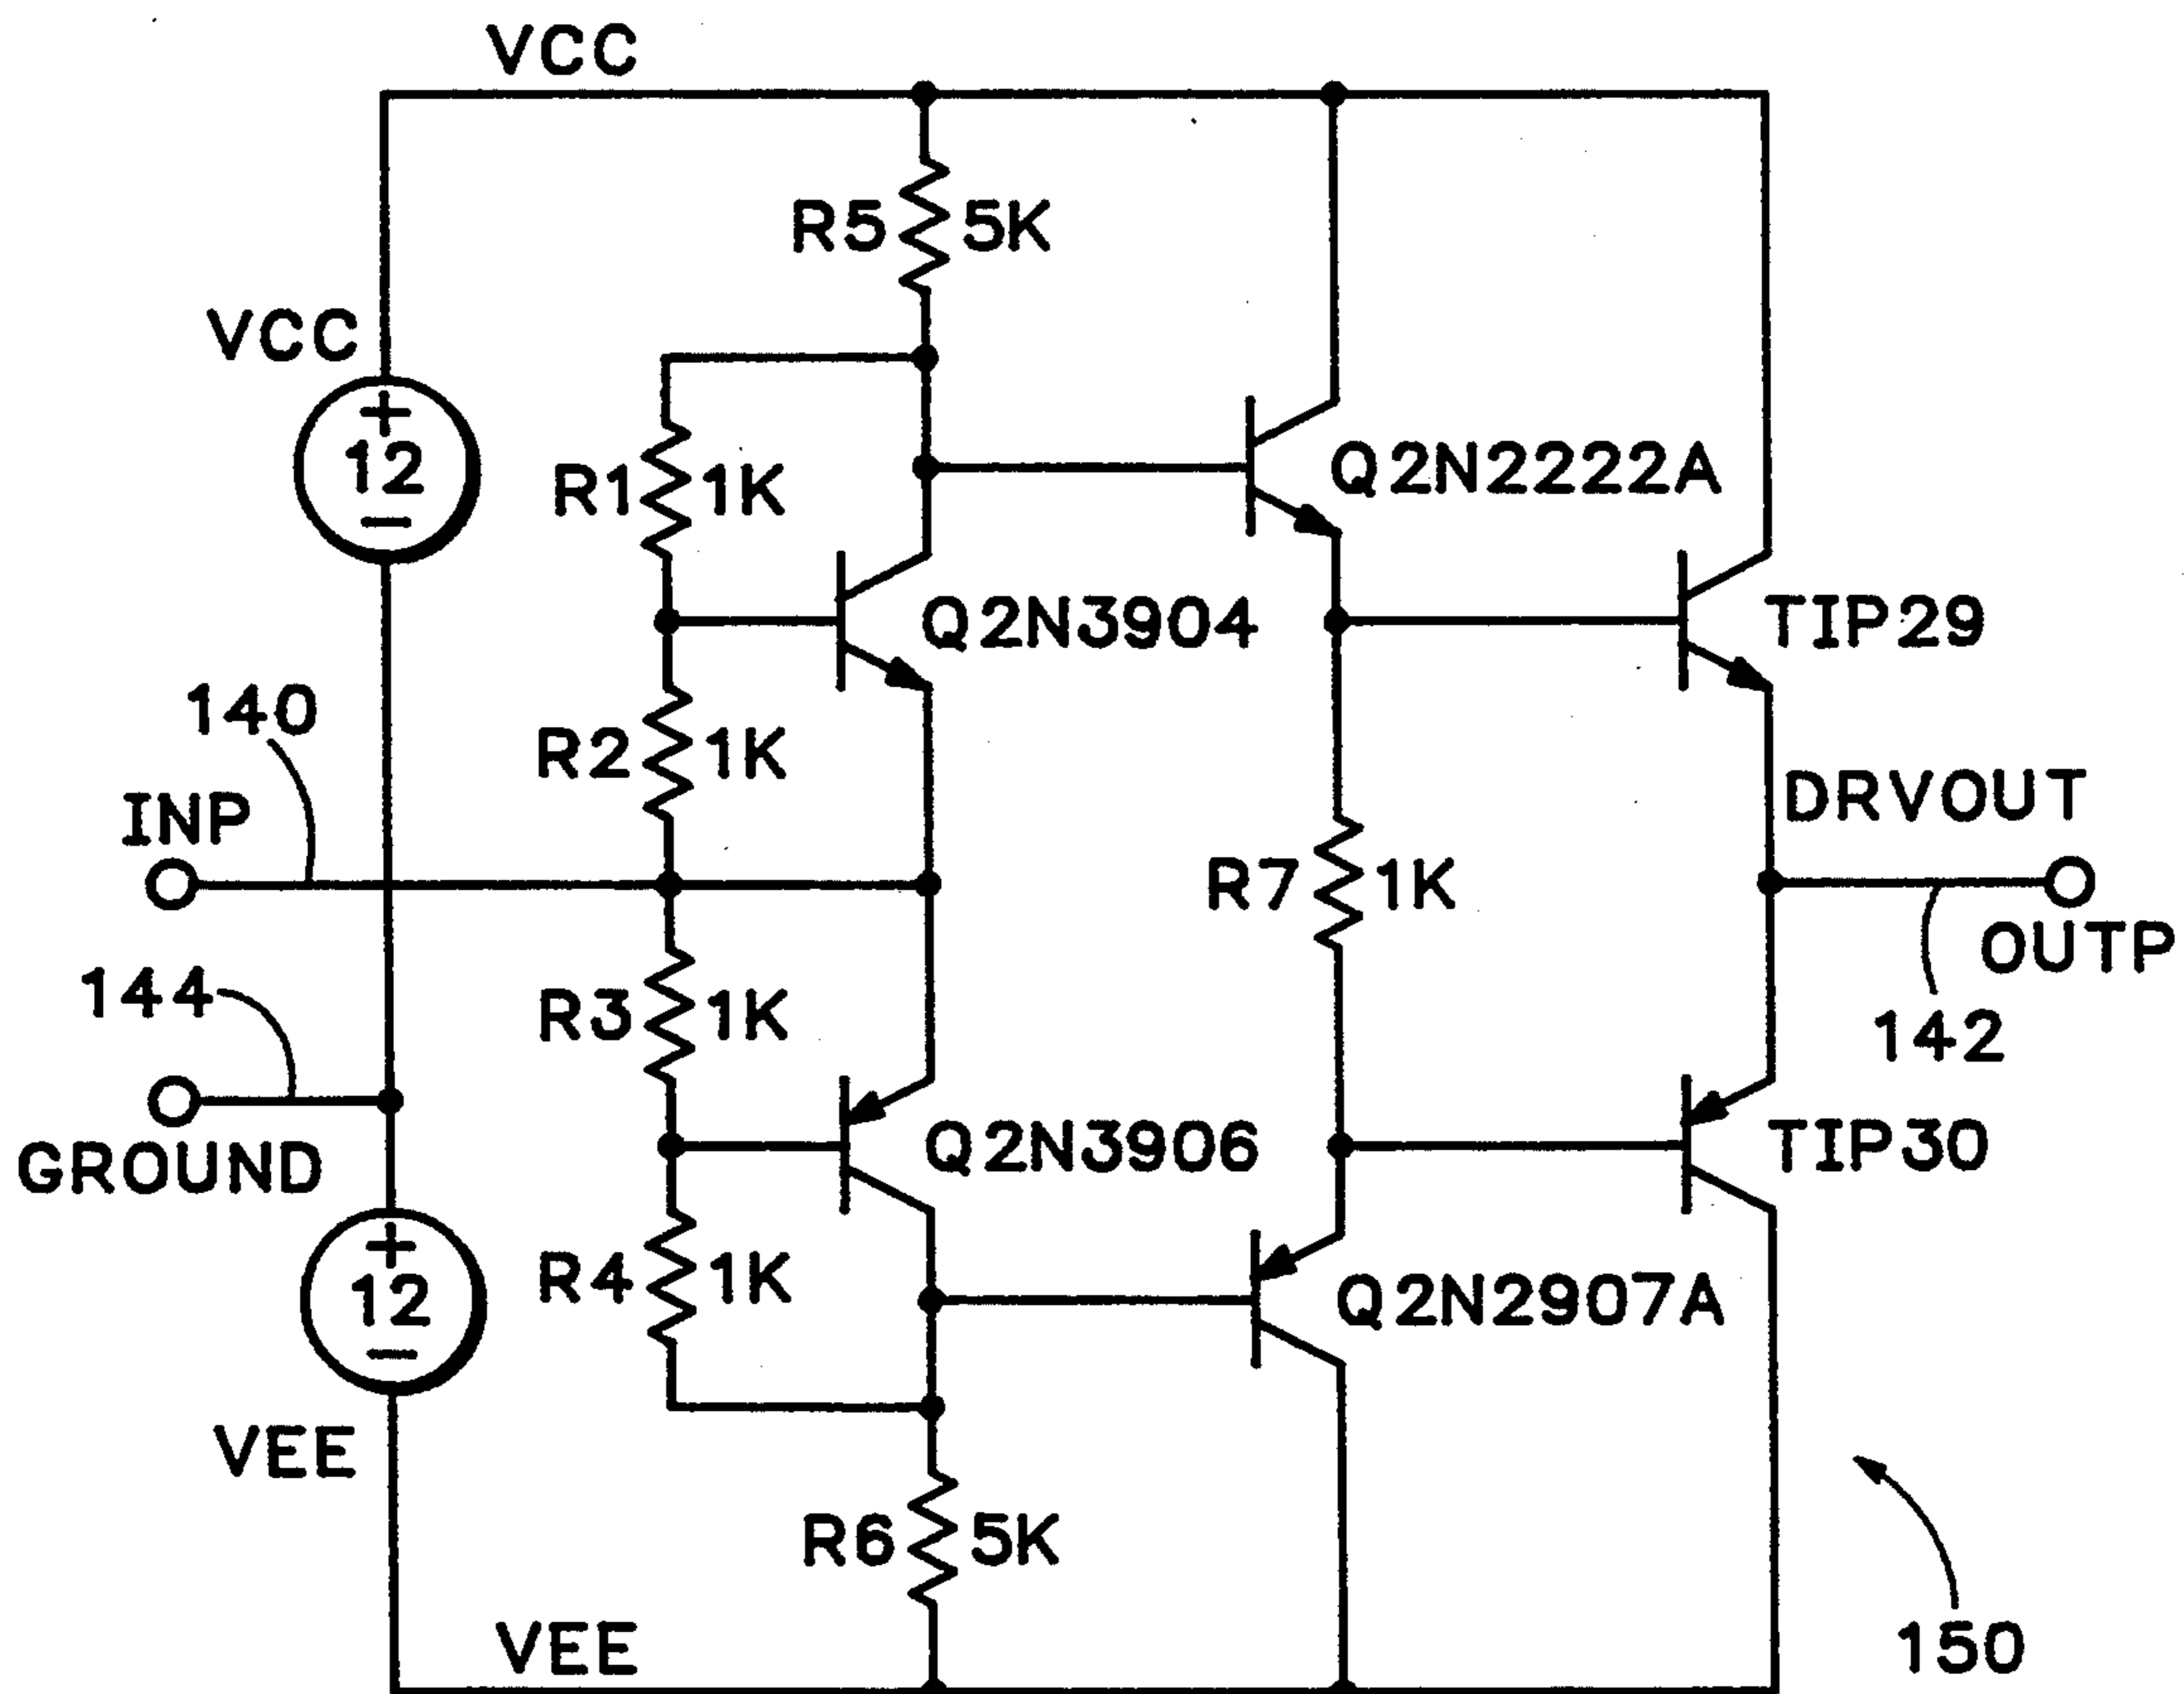 VCC
R5 5K
VCC
+
12
−
R1 1K
Q2N2222A
Q2N3904
TIP29
140
R2 1K
INP
DRVOUT
R7 1K
OUTP
144
R3 1K
142
GROUND
Q2N3906
TIP30
+
12
−
R4 1K
Q2N2907A
VEE
R6 5K
VEE
150